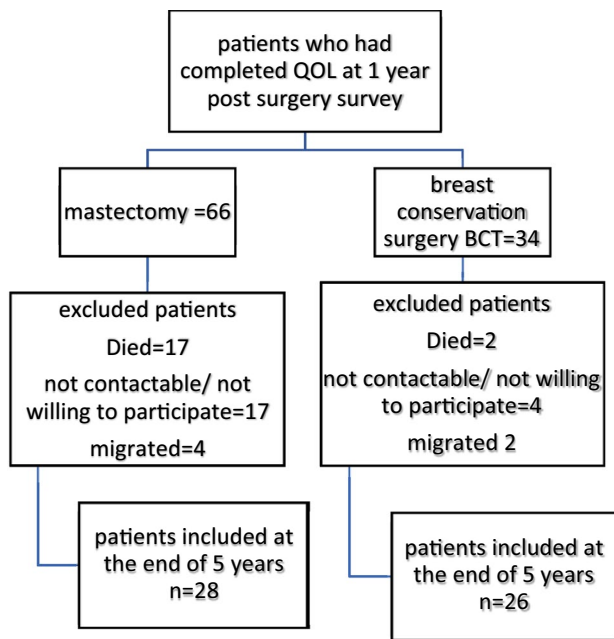 patients who had
completed QOL at 1 year
post surgery survey
mastectomy =66
breast
conservation
surgery BCT=34
excluded patients
Died=17
not contactable/ not
willing to participate=17
migrated=4
excluded patients
Died=2
not contactable/ not willing
to participate=4
migrated 2
patients included at
the end of 5 years
n=28
patients included at
the end of 5 years
n=26